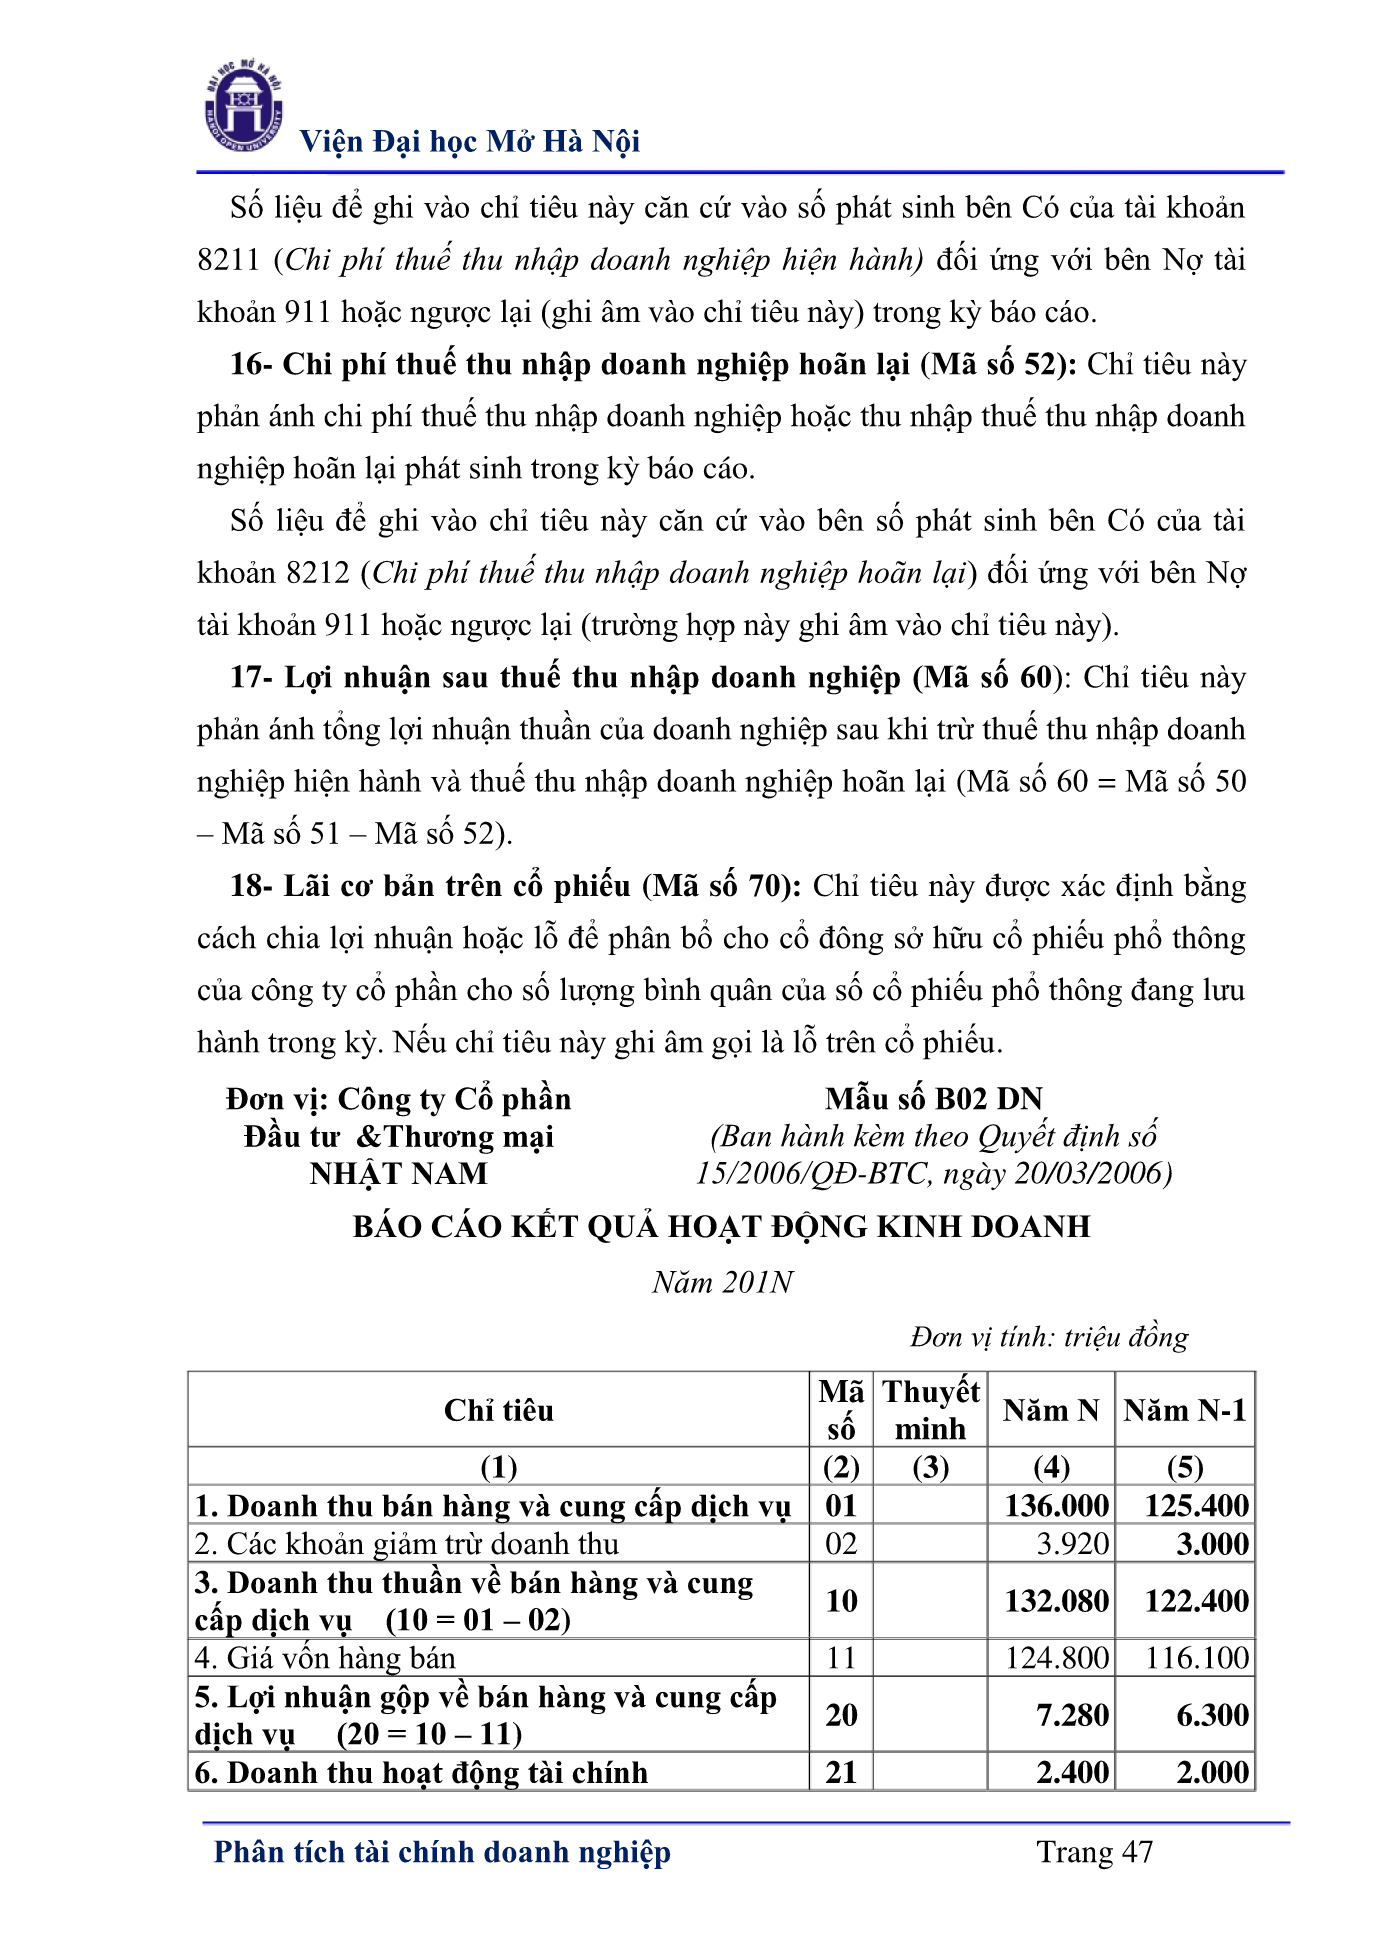 ĐẠI HỌC MỞ HÀ NỘI
HANOI OPEN UNIVERSITY
Viện Đại học Mở Hà Nội
Số liệu để ghi vào chỉ tiêu này căn cứ vào số phát sinh bên Có của tài khoản
8211 (Chi phí thuế thu nhập doanh nghiệp hiện hành) đối ứng với bên Nợ tài
khoản 911 hoặc ngược lại (ghi âm vào chỉ tiêu này) trong kỳ báo cáo.
16- Chi phí thuế thu nhập doanh nghiệp hoãn lại (Mã số 52): Chỉ tiêu này
phản ánh chi phí thuế thu nhập doanh nghiệp hoặc thu nhập thuế thu nhập doanh
nghiệp hoãn lại phát sinh trong kỳ báo cáo.
Số liệu để ghi vào chỉ tiêu này căn cứ vào bên số phát sinh bên Có của tài
khoản 8212 (Chi phí thuế thu nhập doanh nghiệp hoãn lại) đối ứng với bên Nợ
tài khoản 911 hoặc ngược lại (trường hợp này ghi âm vào chỉ tiêu này).
17- Lợi nhuận sau thuế thu nhập doanh nghiệp (Mã số 60): Chỉ tiêu này
phản ánh tổng lợi nhuận thuần của doanh nghiệp sau khi trừ thuế thu nhập doanh
nghiệp hiện hành và thuế thu nhập doanh nghiệp hoãn lại (Mã số 60 = Mã số 50
– Mã số 51 – Mã số 52).
18- Lãi cơ bản trên cổ phiếu (Mã số 70): Chỉ tiêu này được xác định bằng
cách chia lợi nhuận hoặc lỗ để phân bổ cho cổ đông sở hữu cổ phiếu phổ thông
của công ty cổ phần cho số lượng bình quân của số cổ phiếu phổ thông đang lưu
hành trong kỳ. Nếu chỉ tiêu này ghi âm gọi là lỗ trên cổ phiếu.
Đơn vị: Công ty Cổ phần
Đầu tư &Thương mại
NHẬT NAM
Mẫu số B02 DN
(Ban hành kèm theo Quyết định số
15/2006/QĐ-BTC, ngày 20/03/2006)
BÁO CÁO KẾT QUẢ HOẠT ĐỘNG KINH DOANH
Năm 201N
Đơn vị tính: triệu đồng
Chỉ tiêu Mã số Thuyết minh Năm N Năm N-1
(1) (2) (3) (4) (5)
1. Doanh thu bán hàng và cung cấp dịch vụ 01 136.000 125.400
2. Các khoản giảm trừ doanh thu 02 3.920 3.000
3. Doanh thu thuần về bán hàng và cung
cấp dịch vụ (10 = 01 – 02) 10 132.080 122.400
4. Giá vốn hàng bán 11 124.800 116.100
5. Lợi nhuận gộp về bán hàng và cung cấp
dịch vụ (20 = 10 – 11) 20 7.280 6.300
6. Doanh thu hoạt động tài chính 21 2.400 2.000
Phân tích tài chính doanh nghiệp Trang 47